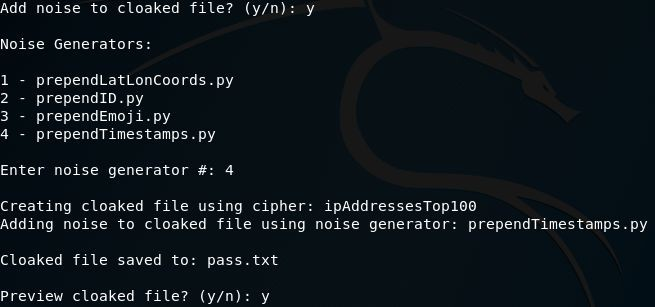 Add noise to cloaked file? (y/n): y
Noise Generators:
1 - prependLatLonCoords.py
2 - prependID.py
3 - prependEmoji.py
4 - prependTimestamps.py
Enter noise generator #: 4
Creating cloaked file using cipher: ipAddressesTop100
Adding noise to cloaked file using noise generator: prependTimestamps.py
Cloaked file saved to: pass.txt
Preview cloaked file? (y/n): y